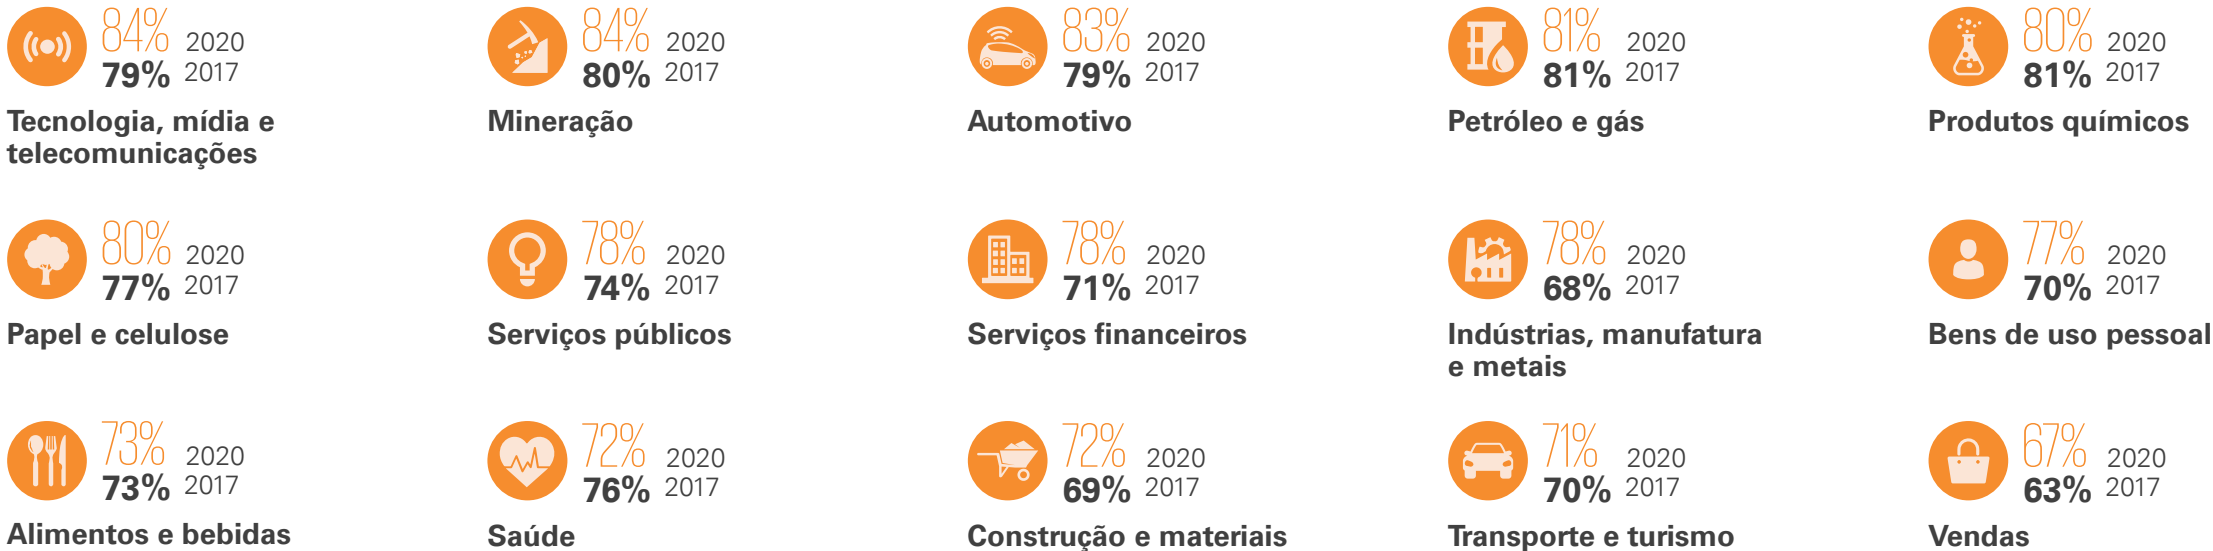 84% 2020
79% 2017
Tecnologia, mídia e
telecomunicações
84% 2020
80% 2017
Mineração
83% 2020
79% 2017
Automotivo
81% 2020
81% 2017
Petróleo e gás
80% 2020
81% 2017
Produtos químicos
80% 2020
77% 2017
Papel e celulose
78% 2020
74% 2017
Serviços públicos
78% 2020
71% 2017
Serviços financeiros
78% 2020
68% 2017
Indústrias, manufatura
e metais
77% 2020
70% 2017
Bens de uso pessoal
73% 2020
73% 2017
Alimentos e bebidas
72% 2020
76% 2017
Saúde
72% 2020
69% 2017
Construção e materiais
71% 2020
70% 2017
Transporte e turismo
67% 2020
63% 2017
Vendas